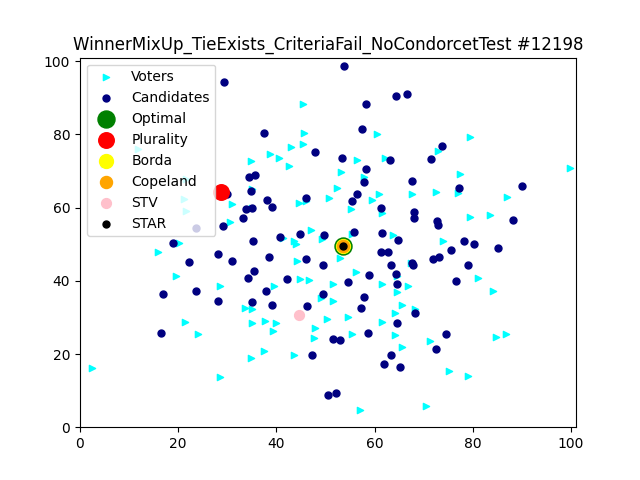 WinnerMixUp_TieExists_CriteriaFail_NoCondorcetTest #12198
100
80
60
40
20
0
0 20 40 60 80 100
Voters
Candidates
Optimal
Plurality
Borda
Copeland
STV
STAR